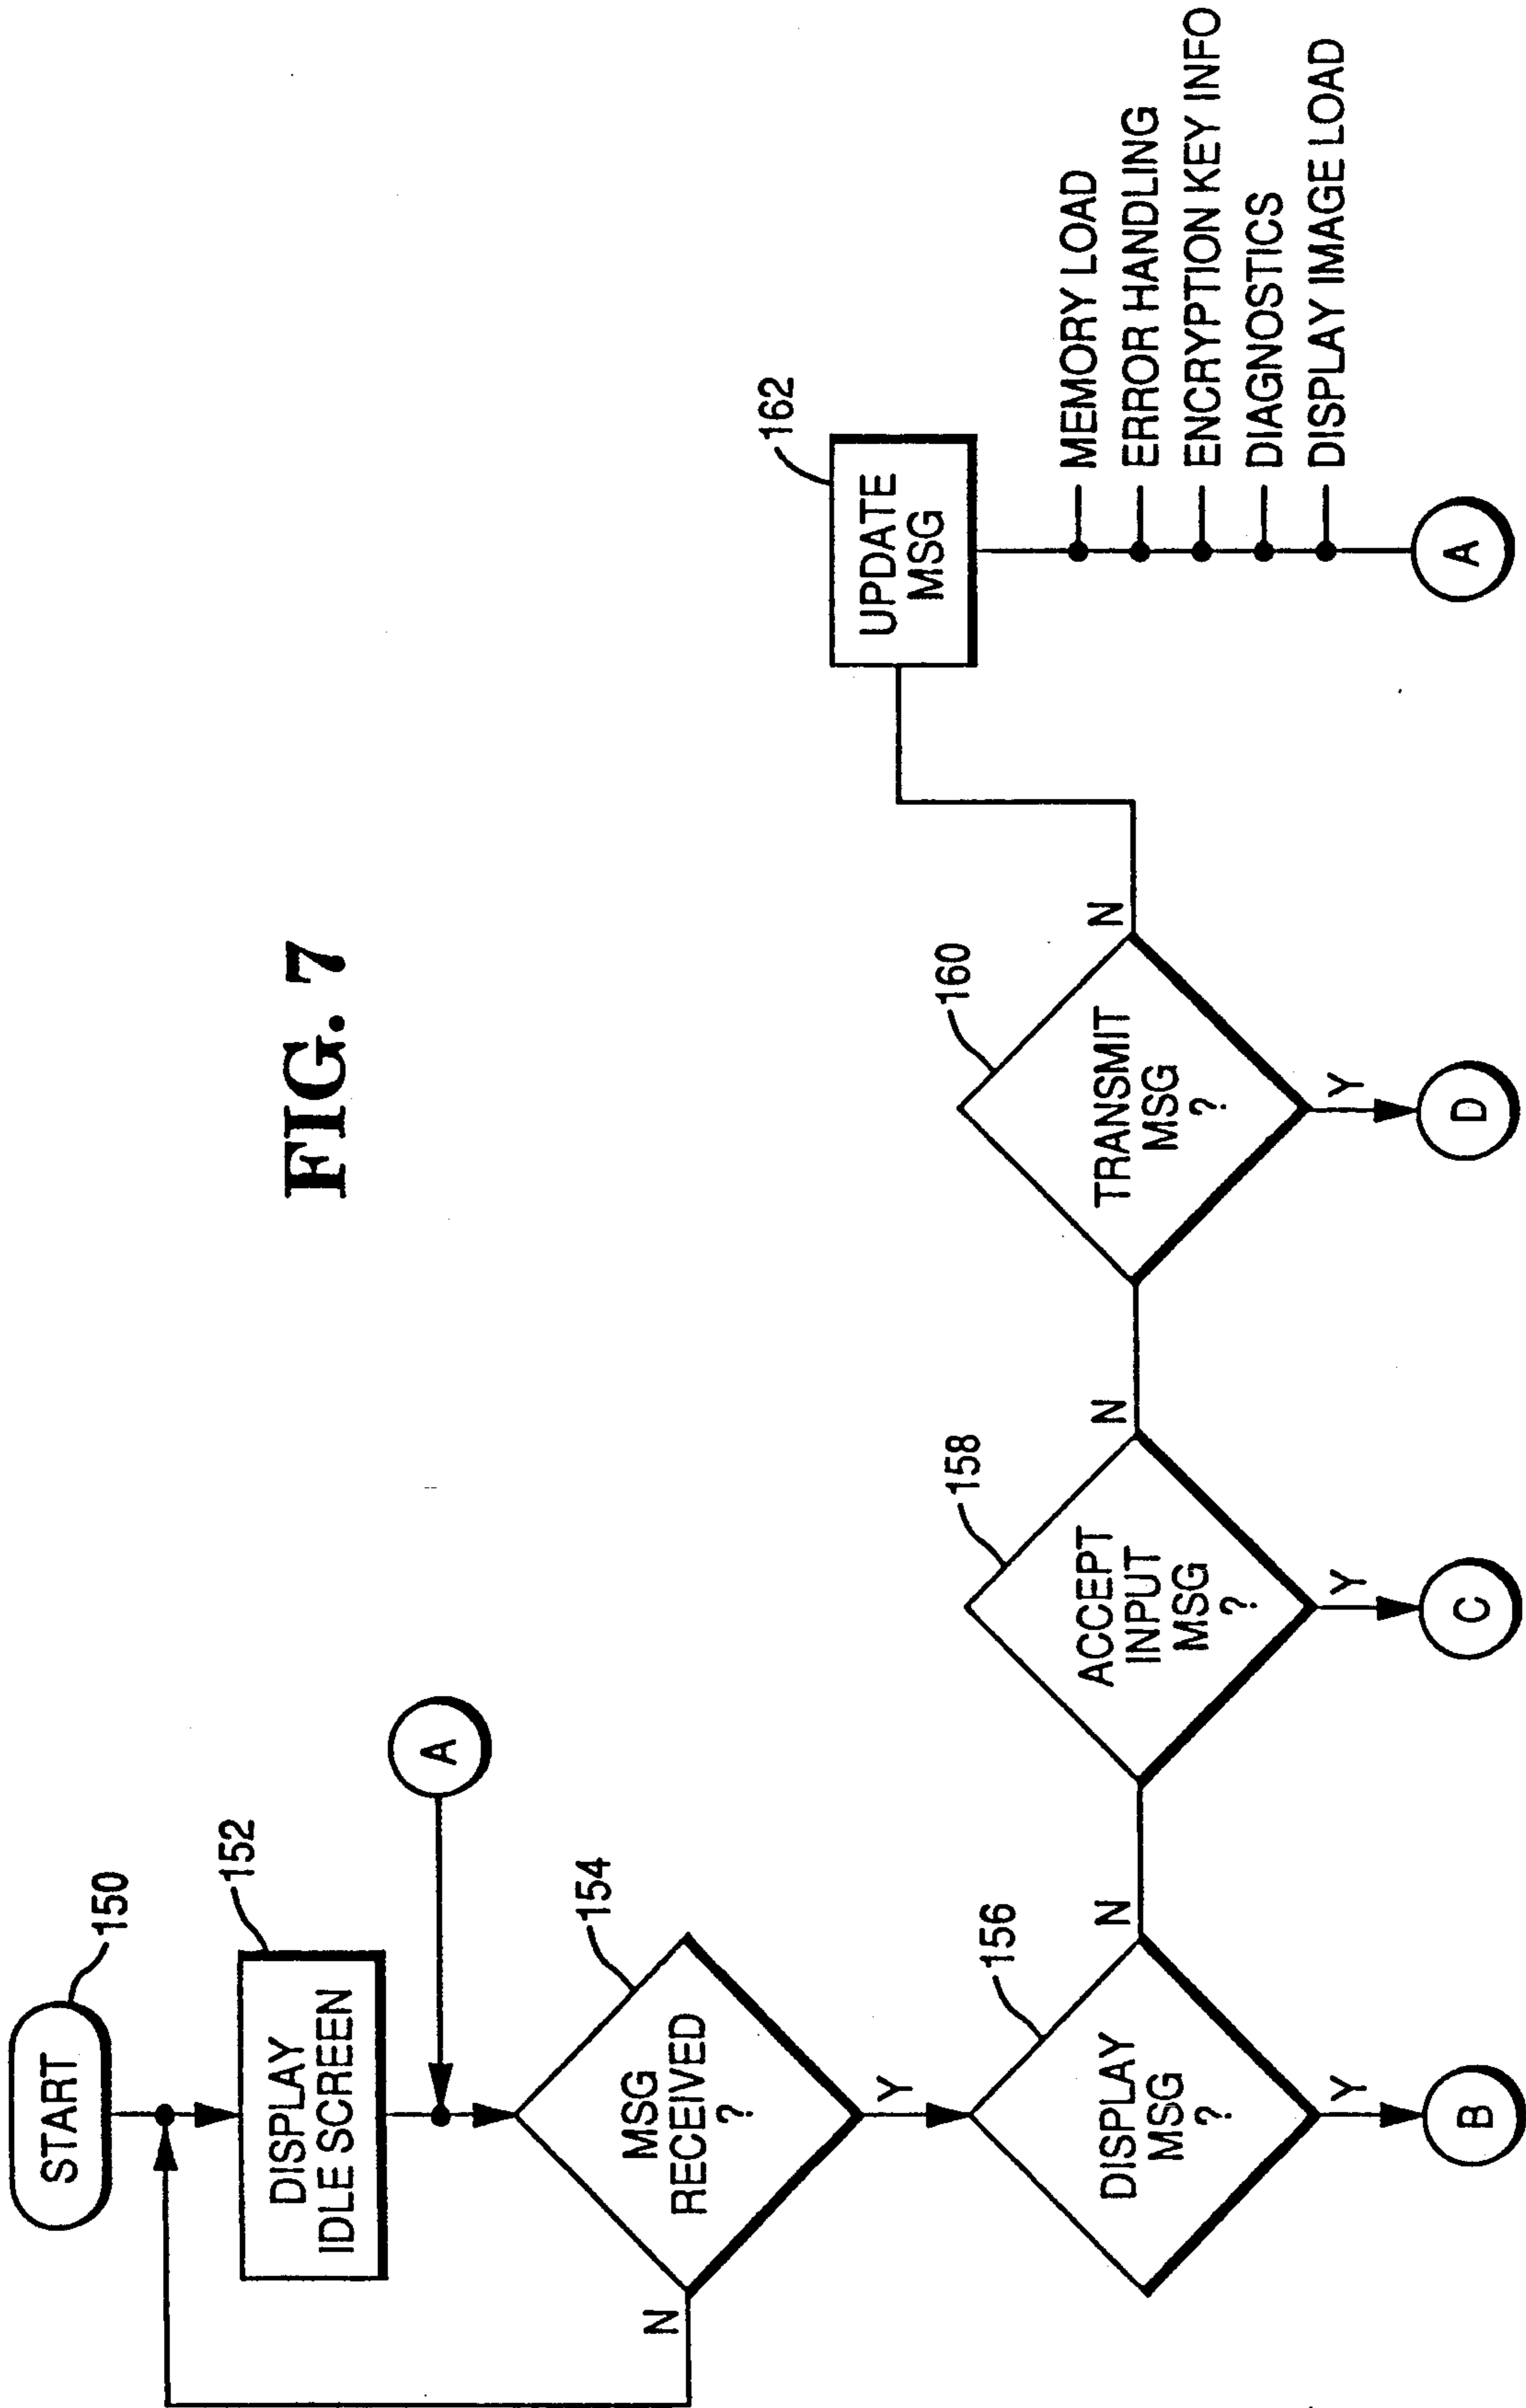 FIG. 7
START
150
DISPLAY
IDLE SCREEN
152
A
MSG
RECEIVED
?
154
N
Y
DISPLAY
MSG
?
156
N
Y
B
ACCEPT
INPUT
MSG
?
158
N
Y
C
TRANSMIT
MSG
?
160
N
Y
D
UPDATE
MSG
162
MEMORY LOAD
ERROR HANDLING
ENCRYPTION KEY INFO
DIAGNOSTICS
DISPLAY IMAGE LOAD
A